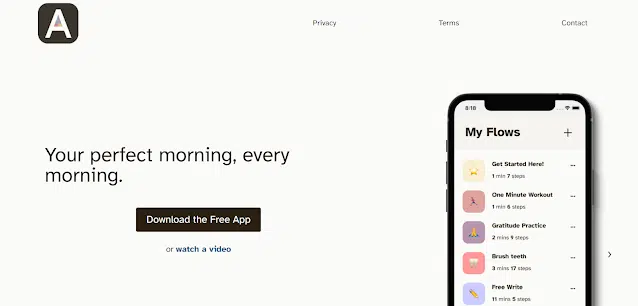 A
Privacy
Terms
Contact
Your perfect morning, every
morning.
Download the Free App
or watch a video
8:18
My Flows
Get Started Here!
1 min 7 steps
One Minute Workout
1 min 6 steps
Gratitude Practice
2 mins 9 steps
Brush teeth
3 mins 17 steps
Free Write
11 mins 5 steps